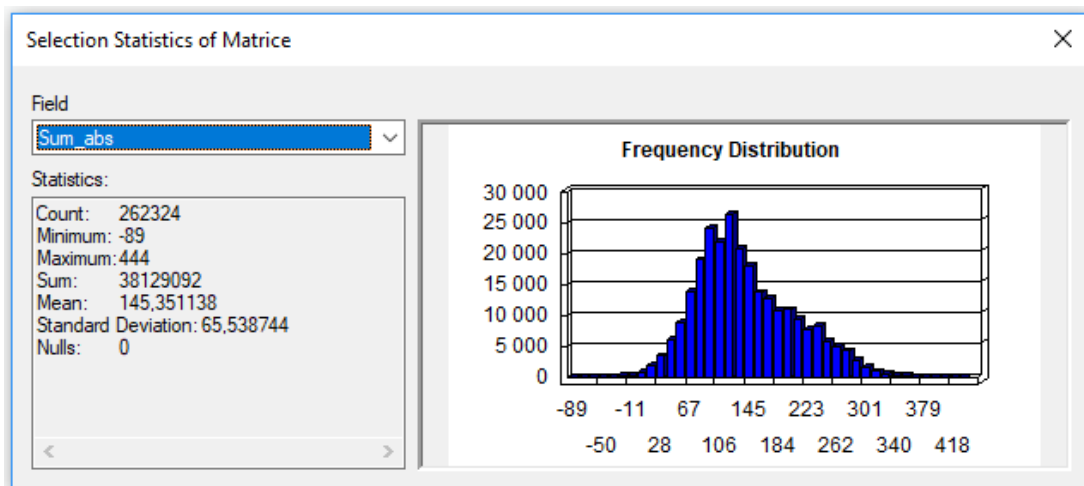 Selection Statistics of Matrice
Field
Sum_abs
Statistics:
Count: 262324
Minimum: -89
Maximum: 444
Sum: 38129092
Mean: 145,351138
Standard Deviation: 65,538744
Nulls: 0
Frequency Distribution
30 000
25 000
20 000
15 000
10 000
5 000
0
-89 -11 67 145 223 301 379
-50 28 106 184 262 340 418